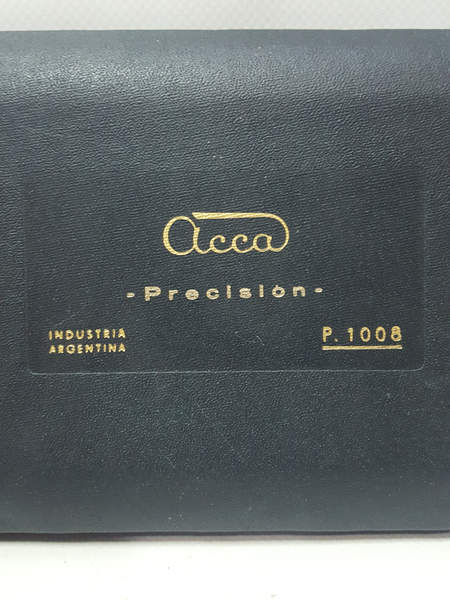 acca
- Precisión -
INDUSTRIA
ARGENTINA
P. 1008